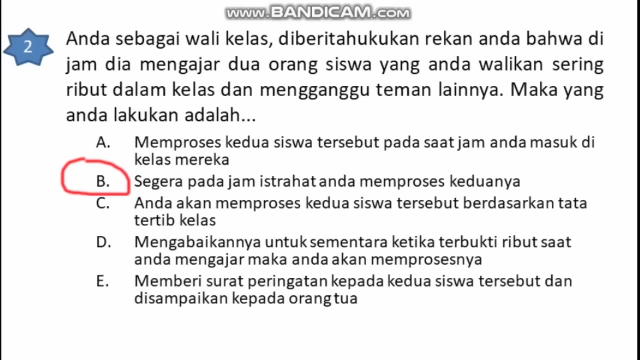 www.BANDICAM.com
2
Anda sebagai wali kelas, diberitahukukan rekan anda bahwa di
jam dia mengajar dua orang siswa yang anda walikan sering
ribut dalam kelas dan mengganggu teman lainnya. Maka yang
anda lakukan adalah...
A. Memproses kedua siswa tersebut pada saat jam anda masuk di
kelas mereka
B. Segera pada jam istrahat anda memproses keduanya
C. Anda akan memproses kedua siswa tersebut berdasarkan tata
tertib kelas
D. Mengabaikannya untuk sementara ketika terbukti ribut saat
anda mengajar maka anda akan memprosesnya
E. Memberi surat peringatan kepada kedua siswa tersebut dan
disampaikan kepada orang tua